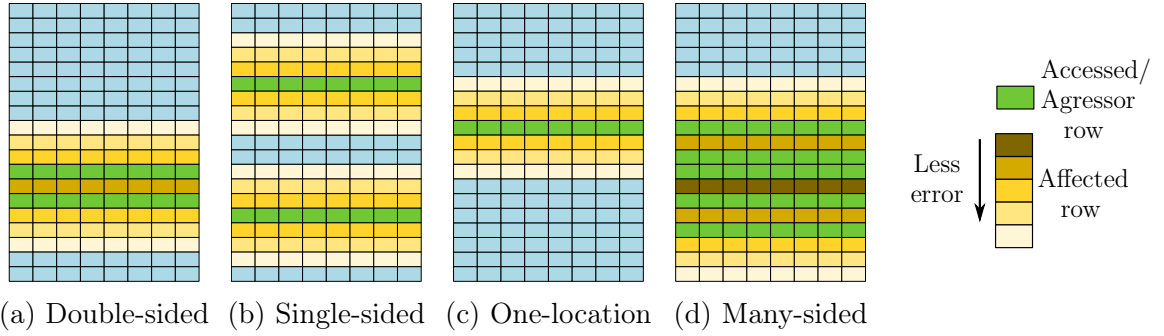 Accessed/
Agressor
row
Less
error
Affected
row
(a) Double-sided
(b) Single-sided
(c) One-location
(d) Many-sided